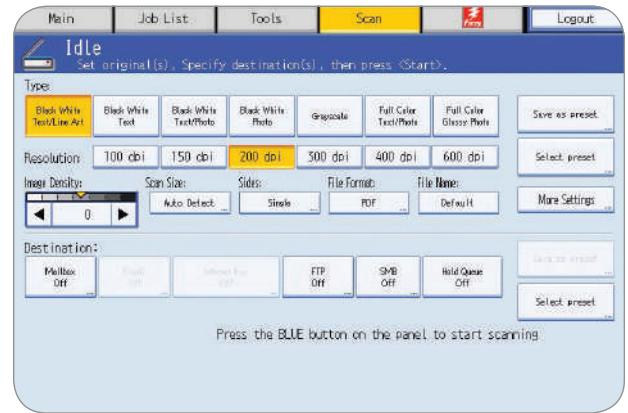 Main Job List Tools Scan Fiery Logout
Idle
Set original(s), Specify destination(s), then press <Start>.
Type:
Black White Text/Line Art
Black White Text
Black White Text/Photo
Black White Photo
Grayscale
Full Color Text/Photo
Full Color Glossy Photo
Save as preset
Resolution 100 dpi 150 dpi 200 dpi 300 dpi 400 dpi 600 dpi Select preset
Image Density: Scan Size: Sides: File Format: File Name:
0 Auto Detect Single PDF Default More Settings
Destination:
Mailbox Off
FTP Off
SMB Off
Hold Queue Off
Save as preset
Select preset
Press the BLUE button on the panel to start scanning